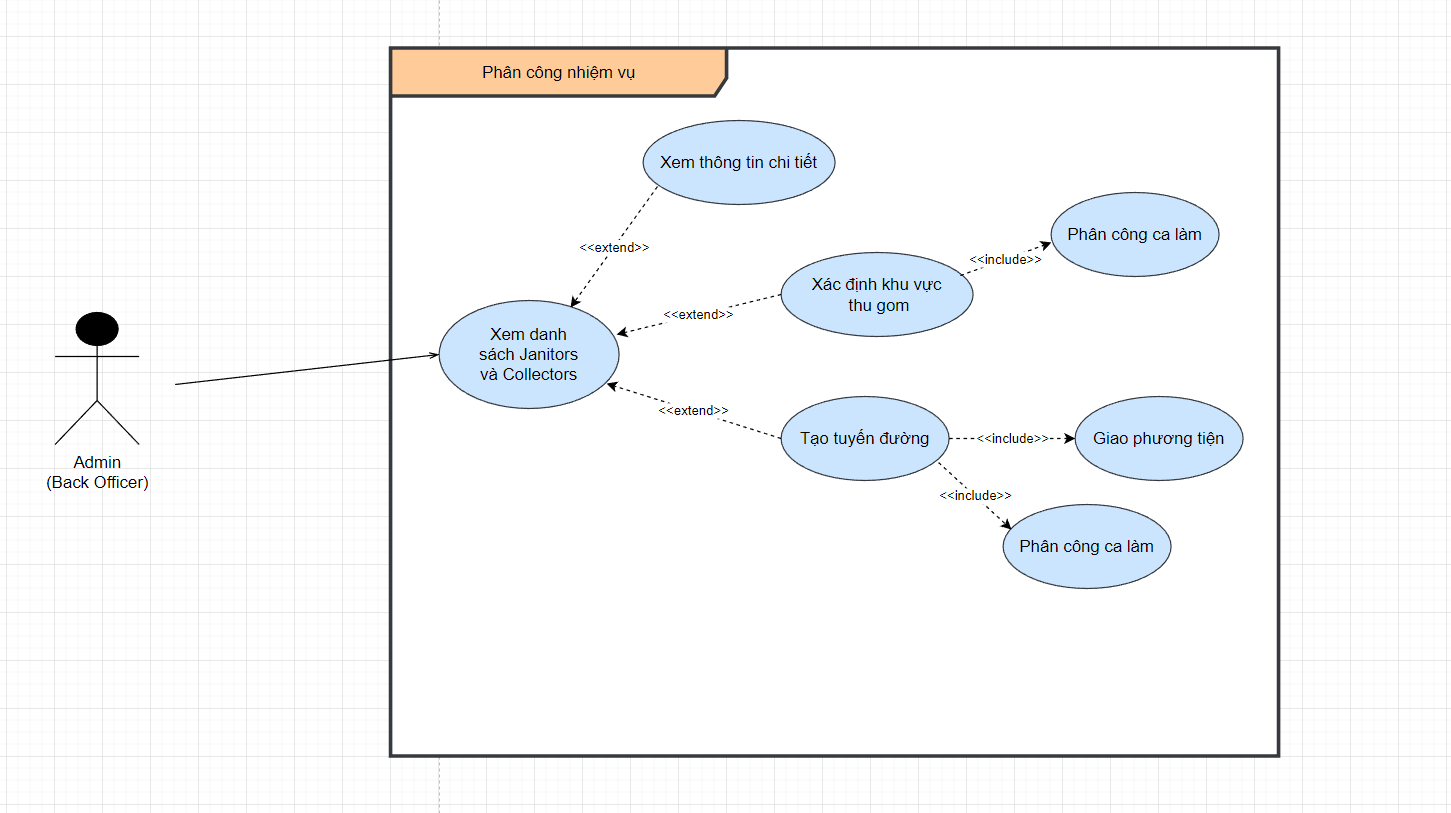 Phân công nhiệm vụ
Xem thông tin chi tiết
<<extend>>
Phân công ca làm
<<include>>
Xác định khu vực
thu gom
<<extend>>
Xem danh
sách Janitors
và Collectors
<<extend>>
Tạo tuyến đường
<<include>>
Giao phương tiện
<<include>>
Phân công ca làm
Admin
(Back Officer)